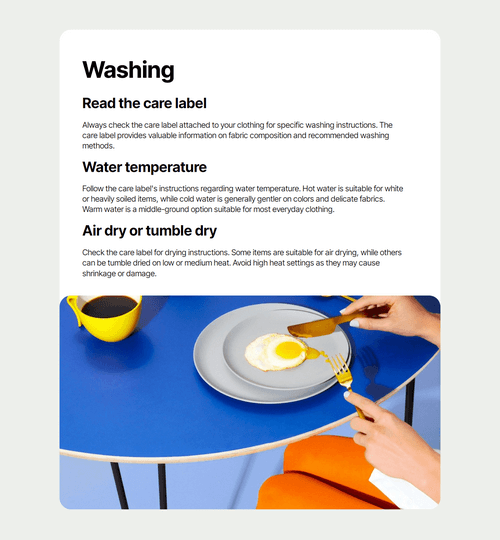 Washing
Read the care label
Always check the care label attached to your clothing for specific washing instructions. The
care label provides valuable information on fabric composition and recommended washing
methods.
Water temperature
Follow the care label's instructions regarding water temperature. Hot water is suitable for white
or heavily soiled items, while cold water is generally gentler on colors and delicate fabrics.
Warm water is a middle-ground option suitable for most everyday clothing.
Air dry or tumble dry
Check the care label for drying instructions. Some items are suitable for air drying, while others
can be tumble dried on low or medium heat. Avoid high heat settings as they may cause
shrinkage or damage.